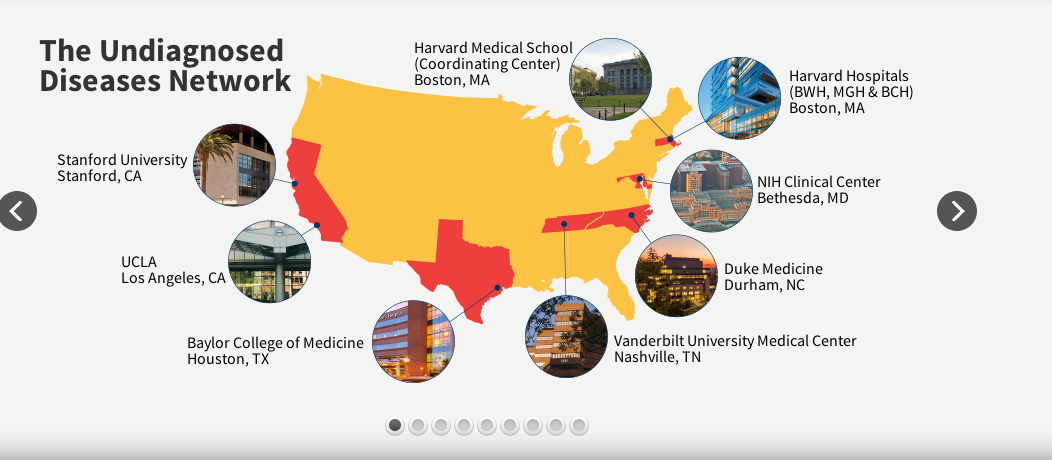 The Undiagnosed
Diseases Network
Harvard Medical School
(Coordinating Center)
Boston, MA
Harvard Hospitals
(BWH, MGH & BCH)
Boston, MA
Stanford University
Stanford, CA
NIH Clinical Center
Bethesda, MD
UCLA
Los Angeles, CA
Duke Medicine
Durham, NC
Baylor College of Medicine
Houston, TX
Vanderbilt University Medical Center
Nashville, TN